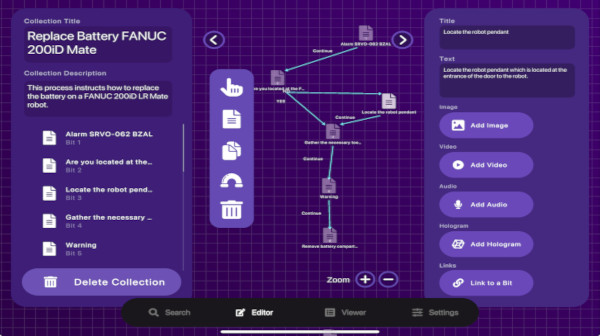 Collection Title
Replace Battery FANUC
200iD Mate
Collection Description
This process instructs how to replace
the battery on a FANUC 200iD LR Mate
robot.
Alarm SRVO-062 BZAL
Bit 1
Are you located at the...
Bit 2
Locate the robot pend...
Bit 3
Gather the necessary ...
Bit 4
Warning
Bit 5
Delete Collection
Alarm SRVO-062 BZAL
Continue
are you located at the F...
YES
Locate the robot pendant
Continue
Gather the necessary too...
Continue
Warning
Continue
Remove battery compart...
Zoom
Title
Locate the robot pendant
Text
Locate the robot pendant which is located at the
entrance of the door to the robot.
Image
Add Image
Video
Add Video
Audio
Add Audio
Hologram
Add Hologram
Links
Link to a Bit
Search
Editor
Viewer
Settings